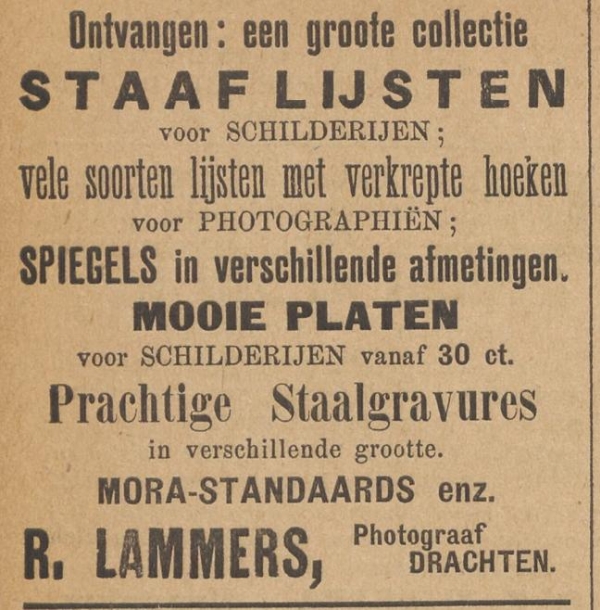 Ontvangen: een groote collectie
STAAFLIJSTEN
voor SCHILDERIJEN;
vele soorten lijsten met verkrepte hoeken
voor PHOTOGRAPHIËN;
SPIEGELS in verschillende afmetingen.
MOOIE PLATEN
voor SCHILDERIJEN vanaf 30 ct.
Prachtige Staalgravures
in verschillende grootte.
MORA-STANDAARDS enz.
R. LAMMERS, Photograaf
DRACHTEN.